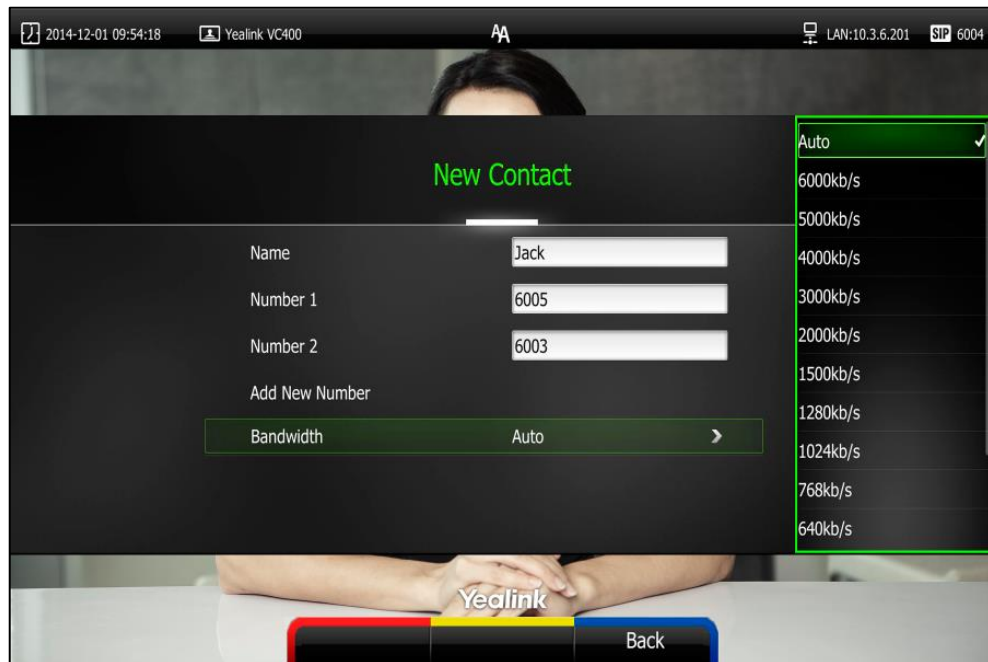 2014-12-01 09:54:18 Yealink VC400 AA LAN:10.3.6.201 SIP 6004
New Contact
Name Jack
Number 1 6005
Number 2 6003
Add New Number
Bandwidth Auto
Auto
6000kb/s
5000kb/s
4000kb/s
3000kb/s
2000kb/s
1500kb/s
1280kb/s
1024kb/s
768kb/s
640kb/s
Yealink
Back